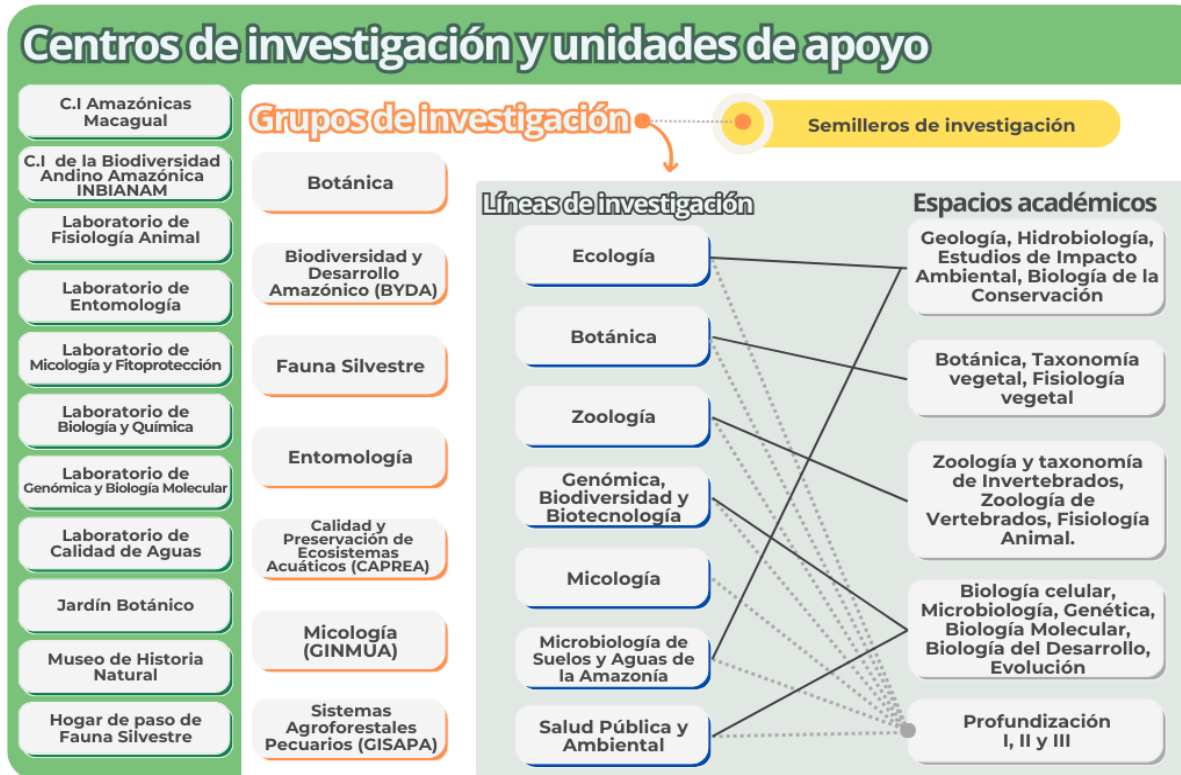 Centros de investigación y unidades de apoyo
C.I Amazónicas
Macagual
C.I de la Biodiversidad
Andino Amazónica
INBIANAM
Laboratorio de
Fisiología Animal
Laboratorio de
Entomología
Laboratorio de
Micología y Fitoprotección
Laboratorio de
Biología y Química
Laboratorio de
Genómica y Biología Molecular
Laboratorio de
Calidad de Aguas
Jardín Botánico
Museo de Historia
Natural
Hogar de paso de
Fauna Silvestre
Grupos de investigación
Semilleros de investigación
Botánica
Biodiversidad y
Desarrollo
Amazónico (BYDA)
Fauna Silvestre
Entomología
Calidad y
Preservación de
Ecosistemas
Acuáticos (CAPREA)
Micología
(GINMUA)
Sistemas
Agroforestales
Pecuarios (GISAPA)
Líneas de investigación
Ecología
Botánica
Zoología
Genómica,
Biodiversidad y
Biotecnología
Micología
Microbiología de
Suelos y Aguas de
la Amazonía
Salud Pública y
Ambiental
Espacios académicos
Geología, Hidrobiología,
Estudios de Impacto
Ambiental, Biología de la
Conservación
Botánica, Taxonomía
vegetal, Fisiología
vegetal
Zoología y taxonomía
de Invertebrados,
Zoología de
Vertebrados, Fisiología
Animal.
Biología celular,
Microbiología, Genética,
Biología Molecular,
Biología del Desarrollo,
Evolución
Profundización
I, II y III